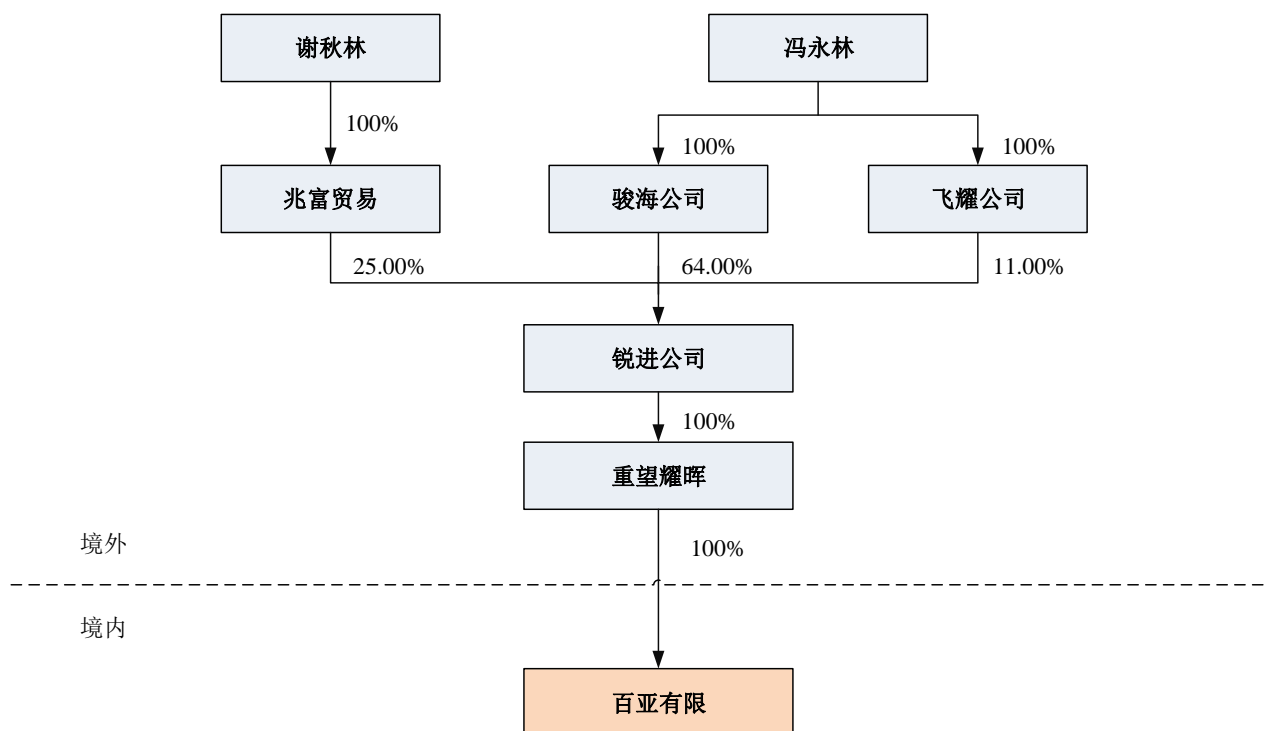 谢秋林
冯永林
100%
100%
100%
兆富贸易
骏海公司
飞耀公司
25.00%
64.00%
11.00%
锐进公司
100%
重望耀晖
境外
100%
境内
百亚有限